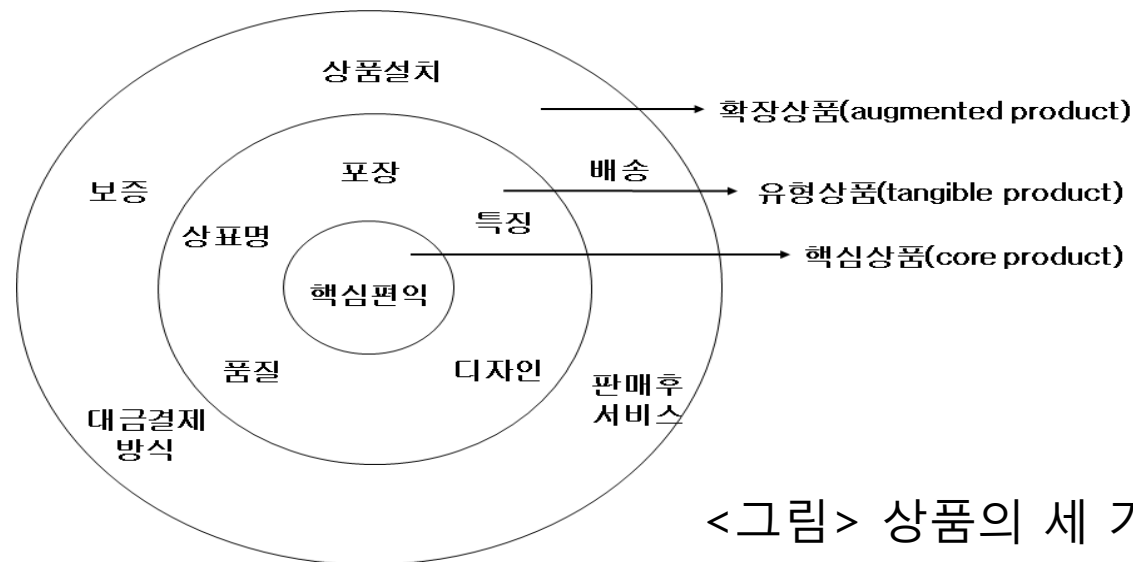 상품설치
확장상품(augmented product)
포장
배송
보증
유형상품(tangible product)
특징
상표명
핵심상품(core product)
핵심편익
품질
디자인
판매후
서비스
대금결제
방식
<그림> 상품의 세